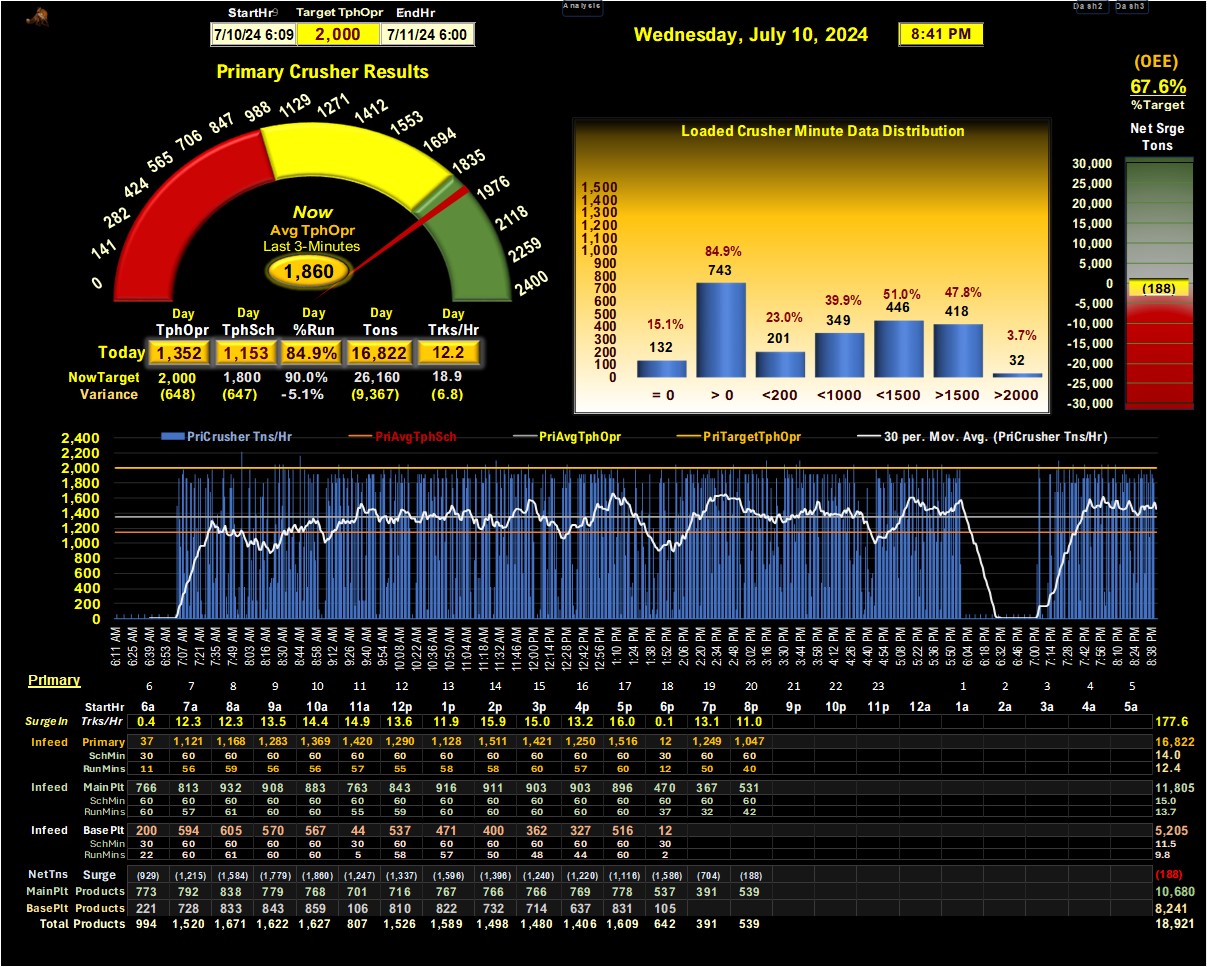 Analysis
Dash2 Dash3
StartHr Target TphOpr EndHr
7/10/24 6:09 2,000 7/11/24 6:00
Wednesday, July 10, 2024 8:41 PM
(OEE)
67.6%
%Target
Primary Crusher Results
0 141 282 424 565 706 847 988 1129 1271 1412 1553 1694 1835 1976 2118 2259 2400
Now
Avg TphOpr
Last 3-Minutes
1,860
Day Day Day Day Day
TphOpr TphSch %Run Tons Trks/Hr
Today 1,352 1,153 84.9% 16,822 12.2
NowTarget 2,000 1,800 90.0% 26,160 18.9
Variance (648) (647) -5.1% (9,367) (6.8)
Loaded Crusher Minute Data Distribution
1,500
1,400
1,300
1,200
1,100
1,000
900
800
700
600
500
400
300
200
100
0
15.1% 84.9% 23.0% 39.9% 51.0% 47.8% 3.7%
132 743 201 349 446 418 32
= 0 > 0 <200 <1000 <1500 >1500 >2000
Net Srge
Tons
30,000
25,000
20,000
15,000
10,000
5,000
0
-5,000
-10,000
-15,000
-20,000
-25,000
-30,000
(188)
PriCrusher Tns/Hr PriAvgTphSch PriAvgTphOpr PriTargetTphOpr 30 per. Mov. Avg. (PriCrusher Tns/Hr)
2,400
2,200
2,000
1,800
1,600
1,400
1,200
1,000
800
600
400
200
0
6:11 AM 6:25 AM 6:39 AM 6:53 AM 7:07 AM 7:21 AM 7:35 AM 7:49 AM 8:03 AM 8:16 AM 8:30 AM 8:44 AM 8:58 AM 9:12 AM 9:26 AM 9:40 AM 9:54 AM 10:08 AM 10:22 AM 10:36 AM 10:50 AM 11:04 AM 11:18 AM 11:32 AM 11:46 AM 12:00 PM 12:14 PM 12:28 PM 12:42 PM 12:56 PM 1:10 PM 1:24 PM 1:38 PM 1:52 PM 2:06 PM 2:20 PM 2:34 PM 2:48 PM 3:02 PM 3:16 PM 3:30 PM 3:44 PM 3:58 PM 4:12 PM 4:26 PM 4:40 PM 4:54 PM 5:08 PM 5:22 PM 5:36 PM 5:50 PM 6:04 PM 6:18 PM 6:32 PM 6:46 PM 7:00 PM 7:14 PM 7:28 PM 7:42 PM 7:56 PM 8:10 PM 8:24 PM 8:38 PM
Primary
6 7 8 9 10 11 12 13 14 15 16 17 18 19 20 21 22 23 1 2 3 4 5
StartHr 6a 7a 8a 9a 10a 11a 12p 1p 2p 3p 4p 5p 6p 7p 8p 9p 10p 11p 12a 1a 2a 3a 4a 5a
SurgeIn Trks/Hr 0.4 12.3 12.3 13.5 14.4 14.9 13.6 11.9 15.9 15.0 13.2 16.0 0.1 13.1 11.0 177.6
Infeed Primary 37 1,121 1,168 1,283 1,369 1,420 1,290 1,128 1,511 1,421 1,250 1,516 12 1,249 1,047 16,822
SchMin 30 60 60 60 60 60 60 60 60 60 60 60 30 60 60 14.0
RunMins 11 56 59 56 56 57 55 58 58 60 57 60 12 50 40 12.4
Infeed MainPlt 766 813 932 908 883 763 843 916 911 903 903 896 470 367 531 11,805
SchMin 60 60 60 60 60 60 60 60 60 60 60 60 60 60 60 15.0
RunMins 60 57 61 60 60 55 59 60 60 60 60 60 37 32 42 13.7
Infeed BasePlt 200 594 605 570 567 44 537 471 400 362 327 516 12 5,205
SchMin 30 60 60 60 60 30 60 60 60 60 60 60 30 11.5
RunMins 22 60 61 60 60 5 58 57 50 48 44 60 2 9.8
NetTns Surge (929) (1,215) (1,584) (1,779) (1,860) (1,247) (1,337) (1,596) (1,396) (1,240) (1,220) (1,116) (1,586) (704) (188) (188)
MainPlt Products 773 792 838 779 768 701 716 767 766 766 769 778 537 391 539 10,680
BasePlt Products 221 728 833 843 859 106 810 822 732 714 637 831 105 8,241
Total Products 994 1,520 1,671 1,622 1,627 807 1,526 1,589 1,498 1,480 1,406 1,609 642 391 539 18,921